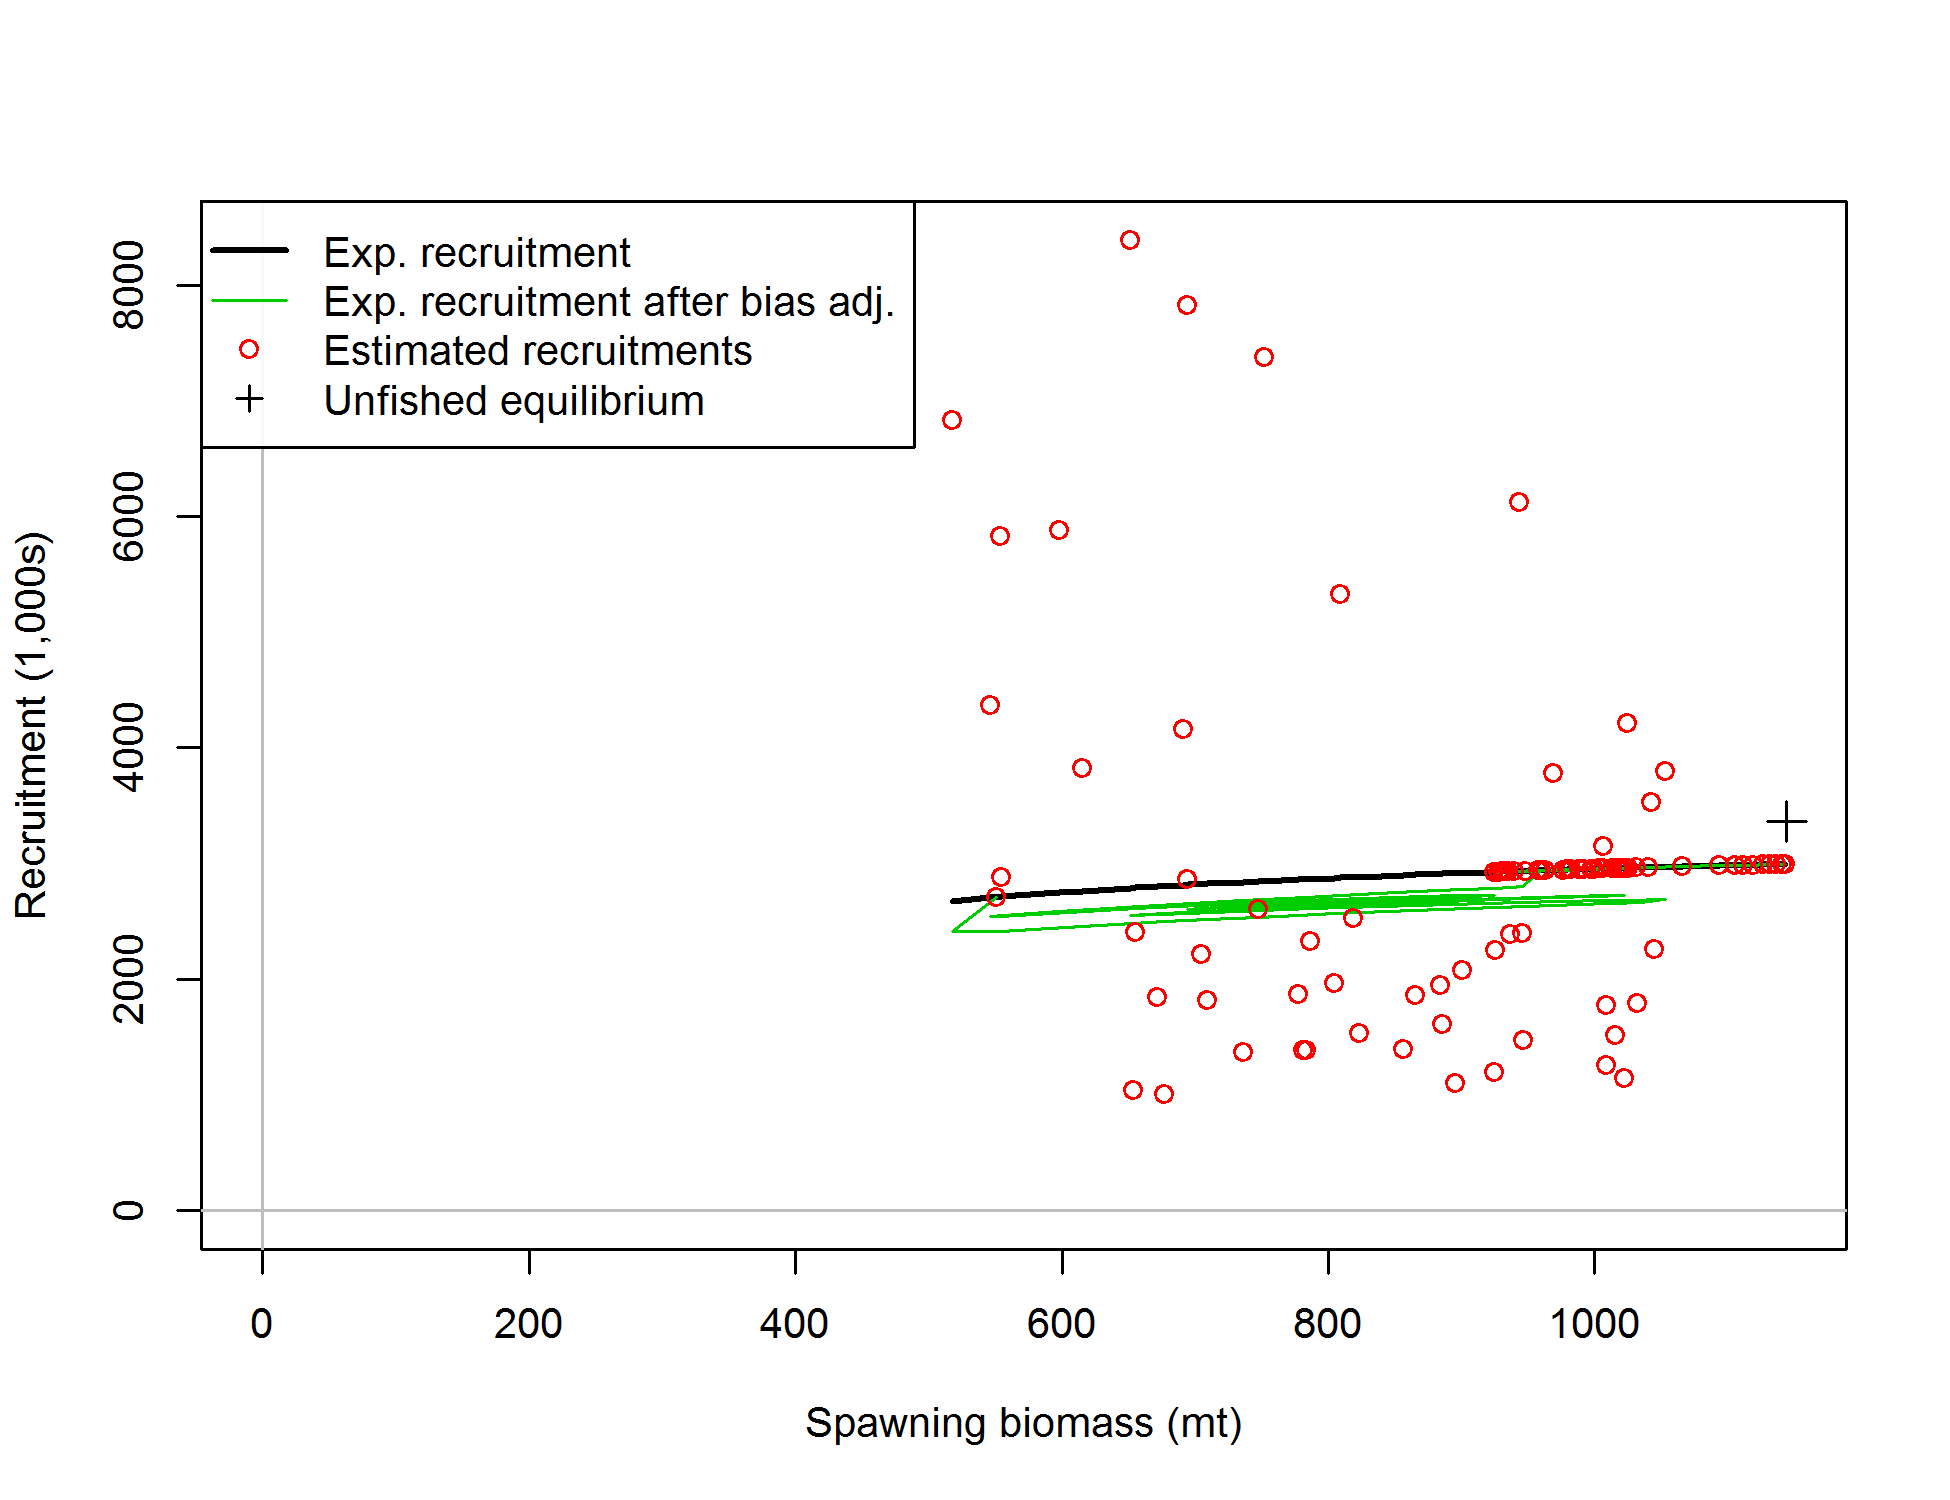 Exp. recruitment
Exp. recruitment after bias adj.
Estimated recruitments
Unfished equilibrium
Recruitment (1,000s)
8000
6000
4000
2000
0
0 200 400 600 800 1000
Spawning biomass (mt)